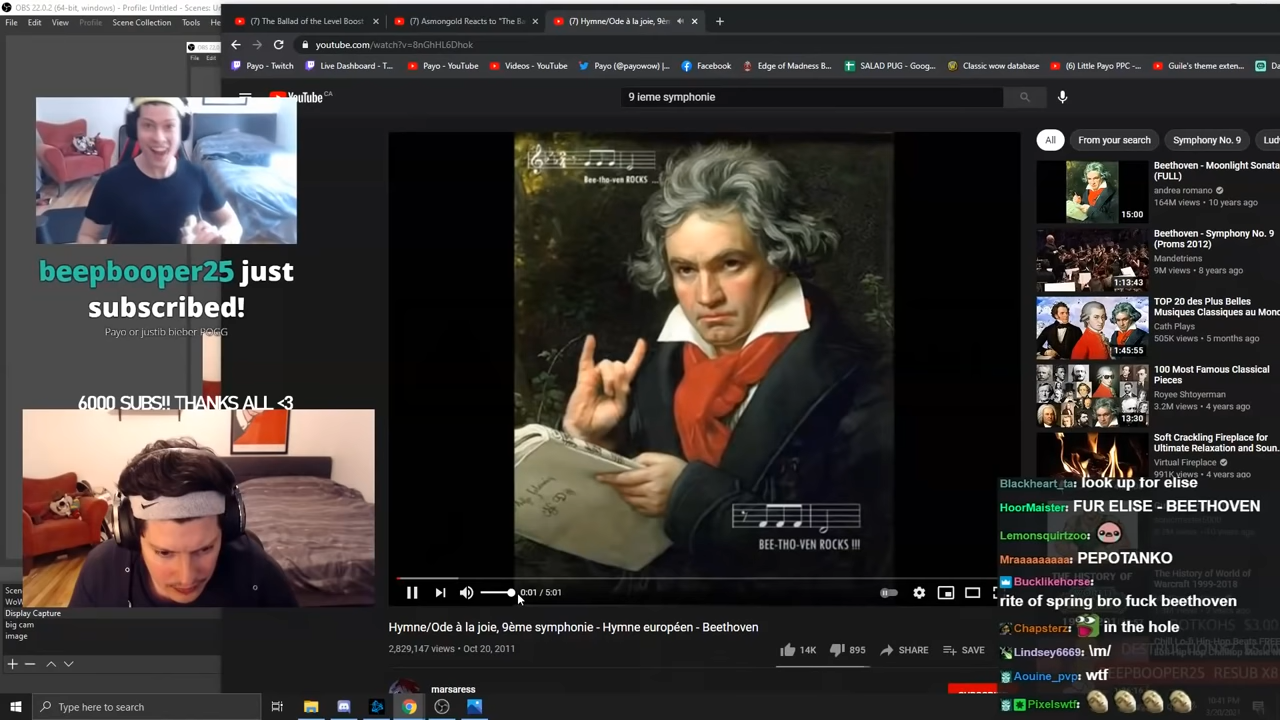 OBS 22.0.2 (64-bit, windows) - Profile: Untitled - Scenes: Un
File Edit View Profile Scene Collection Tools He
(7) The Ballad of the Level Boost
(7) Asmongold Reacts to "The Ba
(7) Hymne/Ode à la joie, 9èm
youtube.com/watch?v=8nGhHL6Dhok
Payo - Twitch
Live Dashboard - T...
Payo - YouTube
Videos - YouTube
Payo (@payowow) |...
Facebook
Edge of Madness B...
SALAD PUG - Goog...
Classic wow database
(6) Little Payo PPC -...
Guile's theme exten...
YouTube CA
9 ieme symphonie
All
From your search
Symphony No. 9
Bee-tho-ven ROCKS ...
BEE-THO-VEN ROCKS !!!
beepbooper25 just
subscribed!
Payo or justib bieber POGG
6000 SUBS!! THANKS ALL <3
Beethoven - Moonlight Sonata
(FULL)
andrea romano
164M views • 10 years ago
15:00
Beethoven - Symphony No. 9
(Proms 2012)
Mandetriens
9M views • 8 years ago
1:13:43
TOP 20 des Plus Belles
Musiques Classiques au Mond
Cath Plays
505K views • 5 months ago
1:45:55
100 Most Famous Classical
Pieces
Royee Shtoyerman
3.2M views • 4 years ago
13:30
Soft Crackling Fireplace for
Ultimate Relaxation and Soun...
Virtual Fireplace
991K views • 4 years ago
Blackheart_ta: look up for elise
HoorMaister: FUR ELISE - BEETHOVEN
Lemonsquirtzoo:
Mraaaaaaaaa: PEPOTANKO
Bucklikehorse:
rite of spring bro fuck beethoven
Chapsterz: in the hole
Lindsey6669: \m/
Aouine_pvp: wtf
Pixelswtf:
0:01 / 5:01
Hymne/Ode à la joie, 9ème symphonie - Hymne européen - Beethoven
2,829,147 views • Oct 20, 2011
14K
895
SHARE
SAVE
marsaress
Scen
WoW
Display Capture
big cam
image
Type here to search